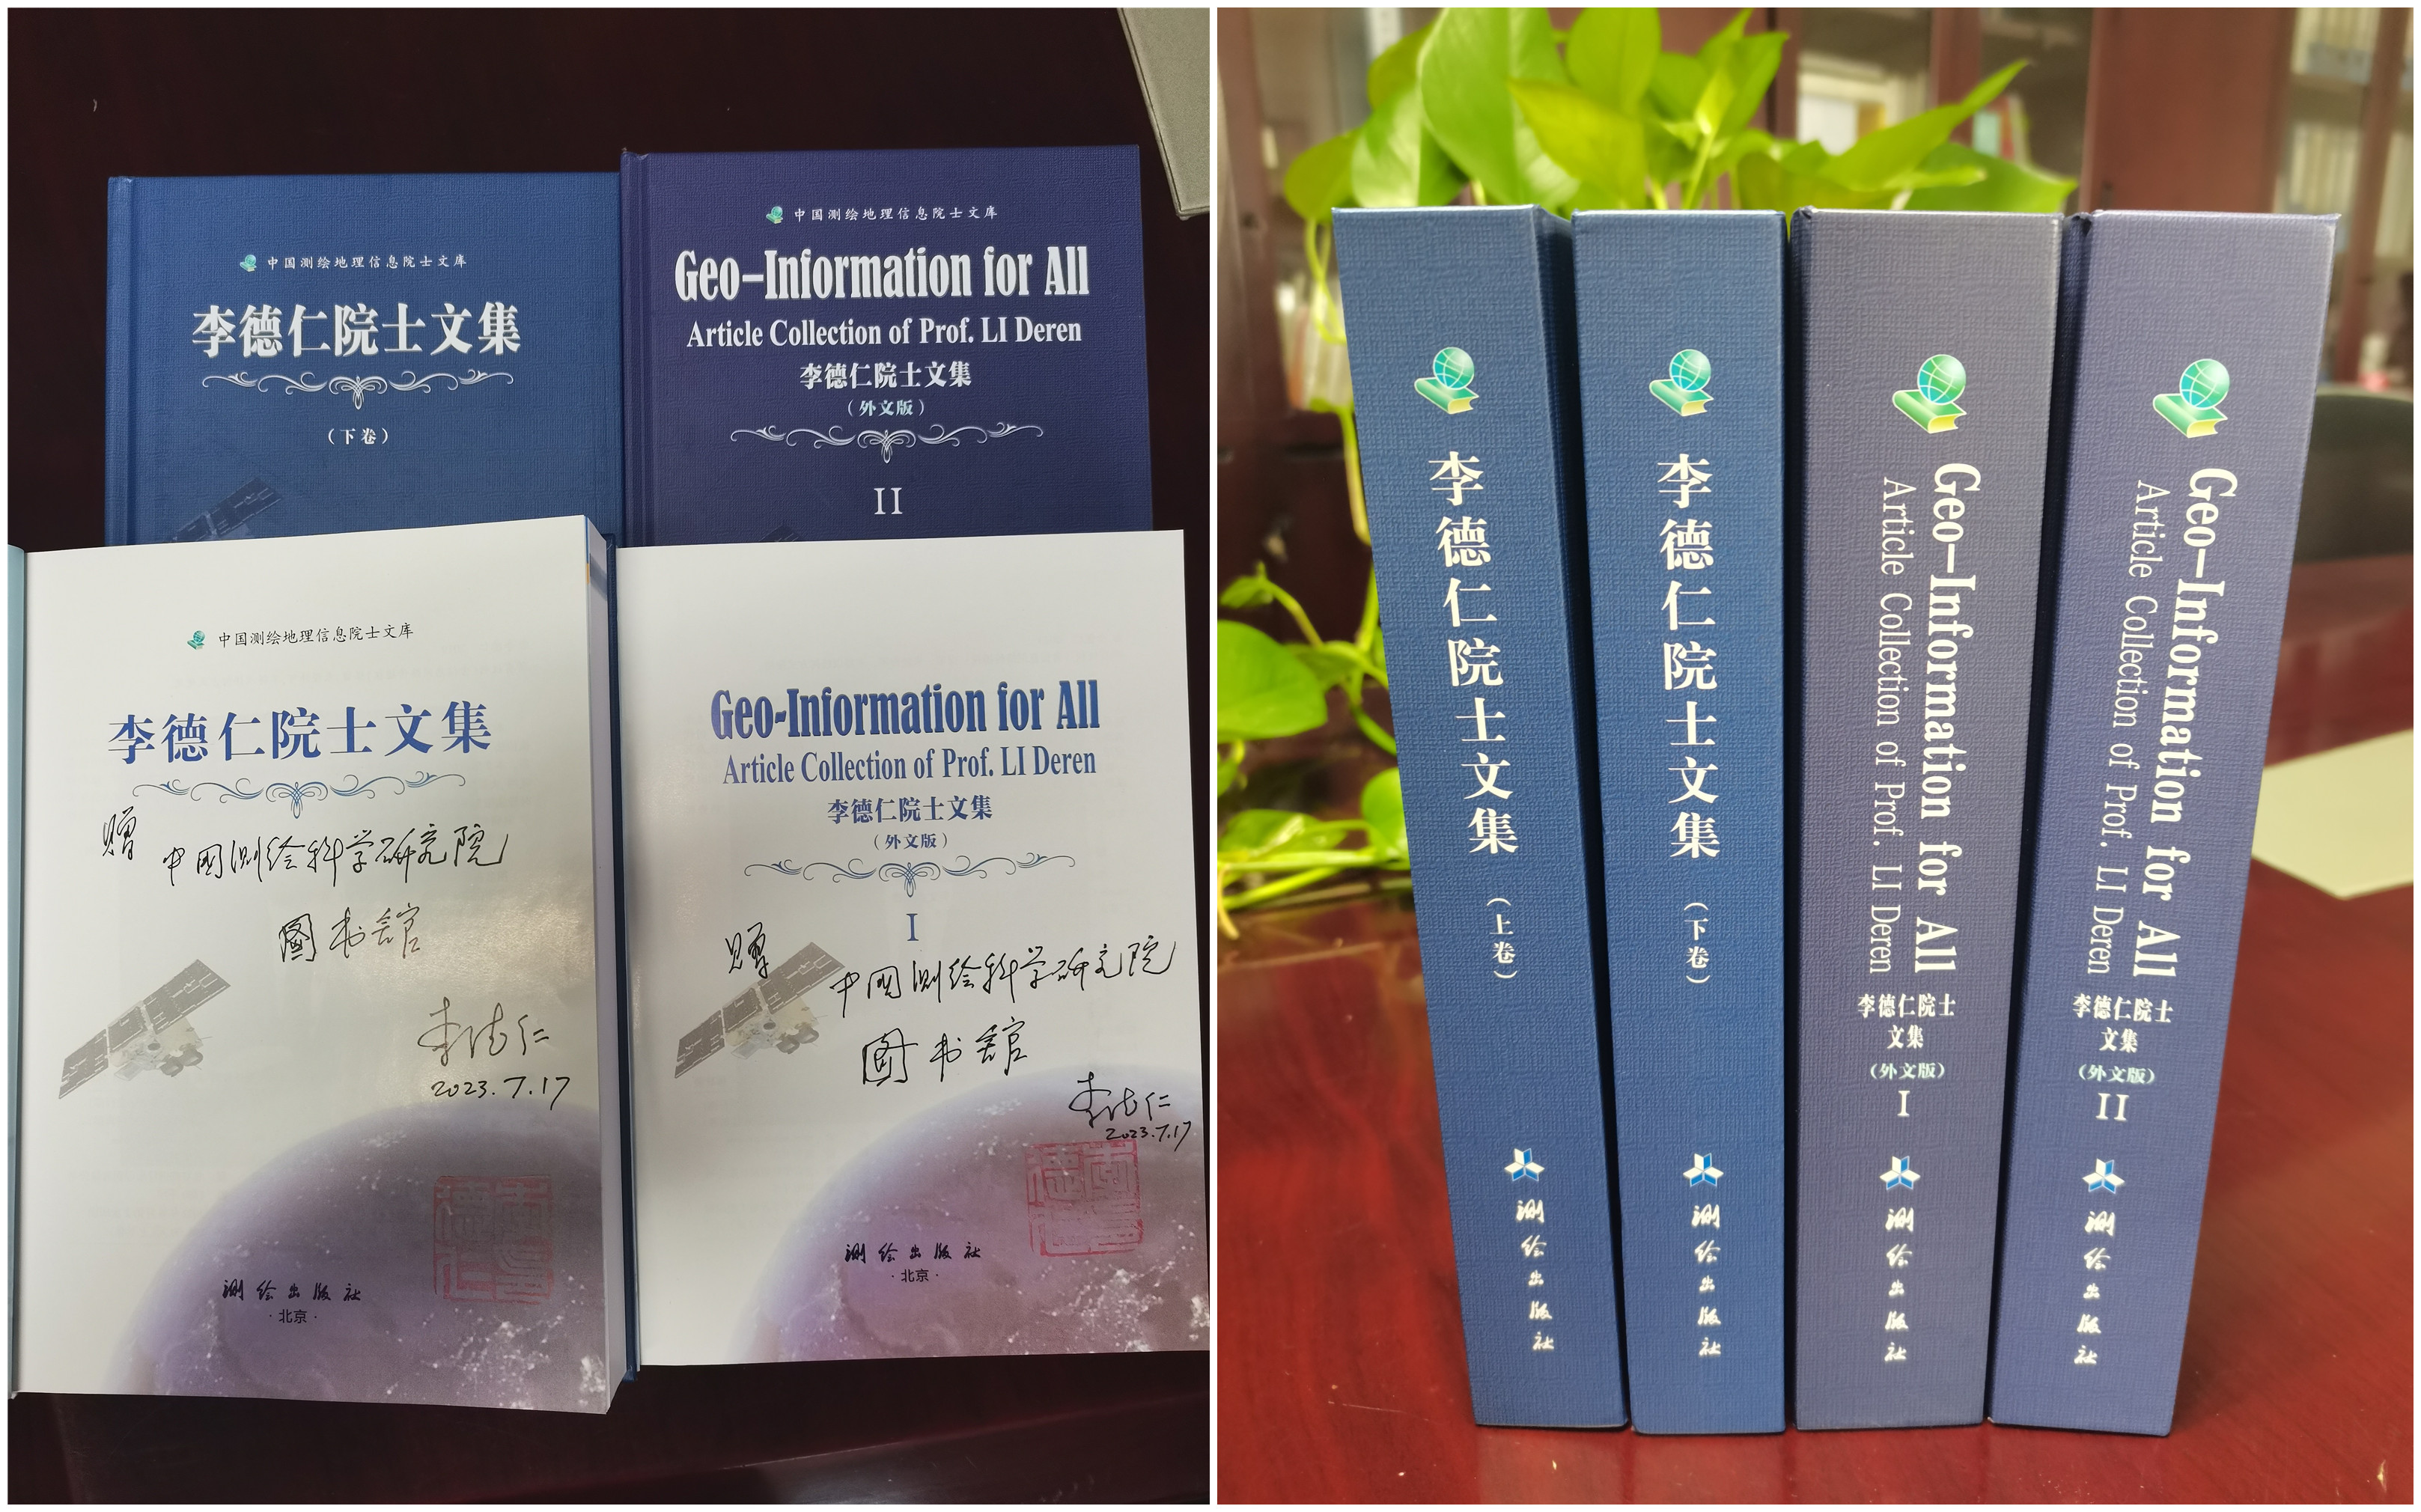 中国测绘地理信息院士文库
李德仁院士文集
（下卷）
中国测绘地理信息院士文库
Geo-Information for All
Article Collection of Prof. LI Deren
李德仁院士文集
（外文版）
II
中国测绘地理信息院士文库
李德仁院士文集
赠
中国测绘科学研究院
图书馆
李德仁
2023.7.17
测绘出版社
·北京·
Geo-Information for All
Article Collection of Prof. LI Deren
李德仁院士文集
（外文版）
I
赠
中国测绘科学研究院
图书馆
李德仁
2023.7.17
测绘出版社
·北京·
李德仁院士文集（上卷）
测绘出版社
李德仁院士文集（下卷）
测绘出版社
Geo-Information for All
Article Collection of Prof. LI Deren
李德仁院士
文集
（外文版）
I
测绘出版社
Geo-Information for All
Article Collection of Prof. LI Deren
李德仁院士
文集
（外文版）
II
测绘出版社